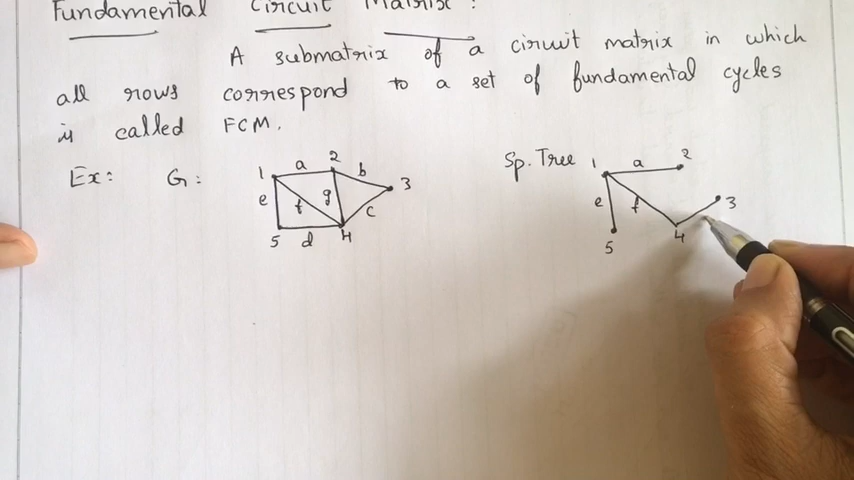 Fundamental Circuit Matrix :
A submatrix of a circuit matrix in which
all rows correspond to a set of fundamental cycles
is called FCM.
Ex: G: 1 a 2 b 3 e f g c 5 d 4
Sp. Tree 1 a 2 e f 3 4 5